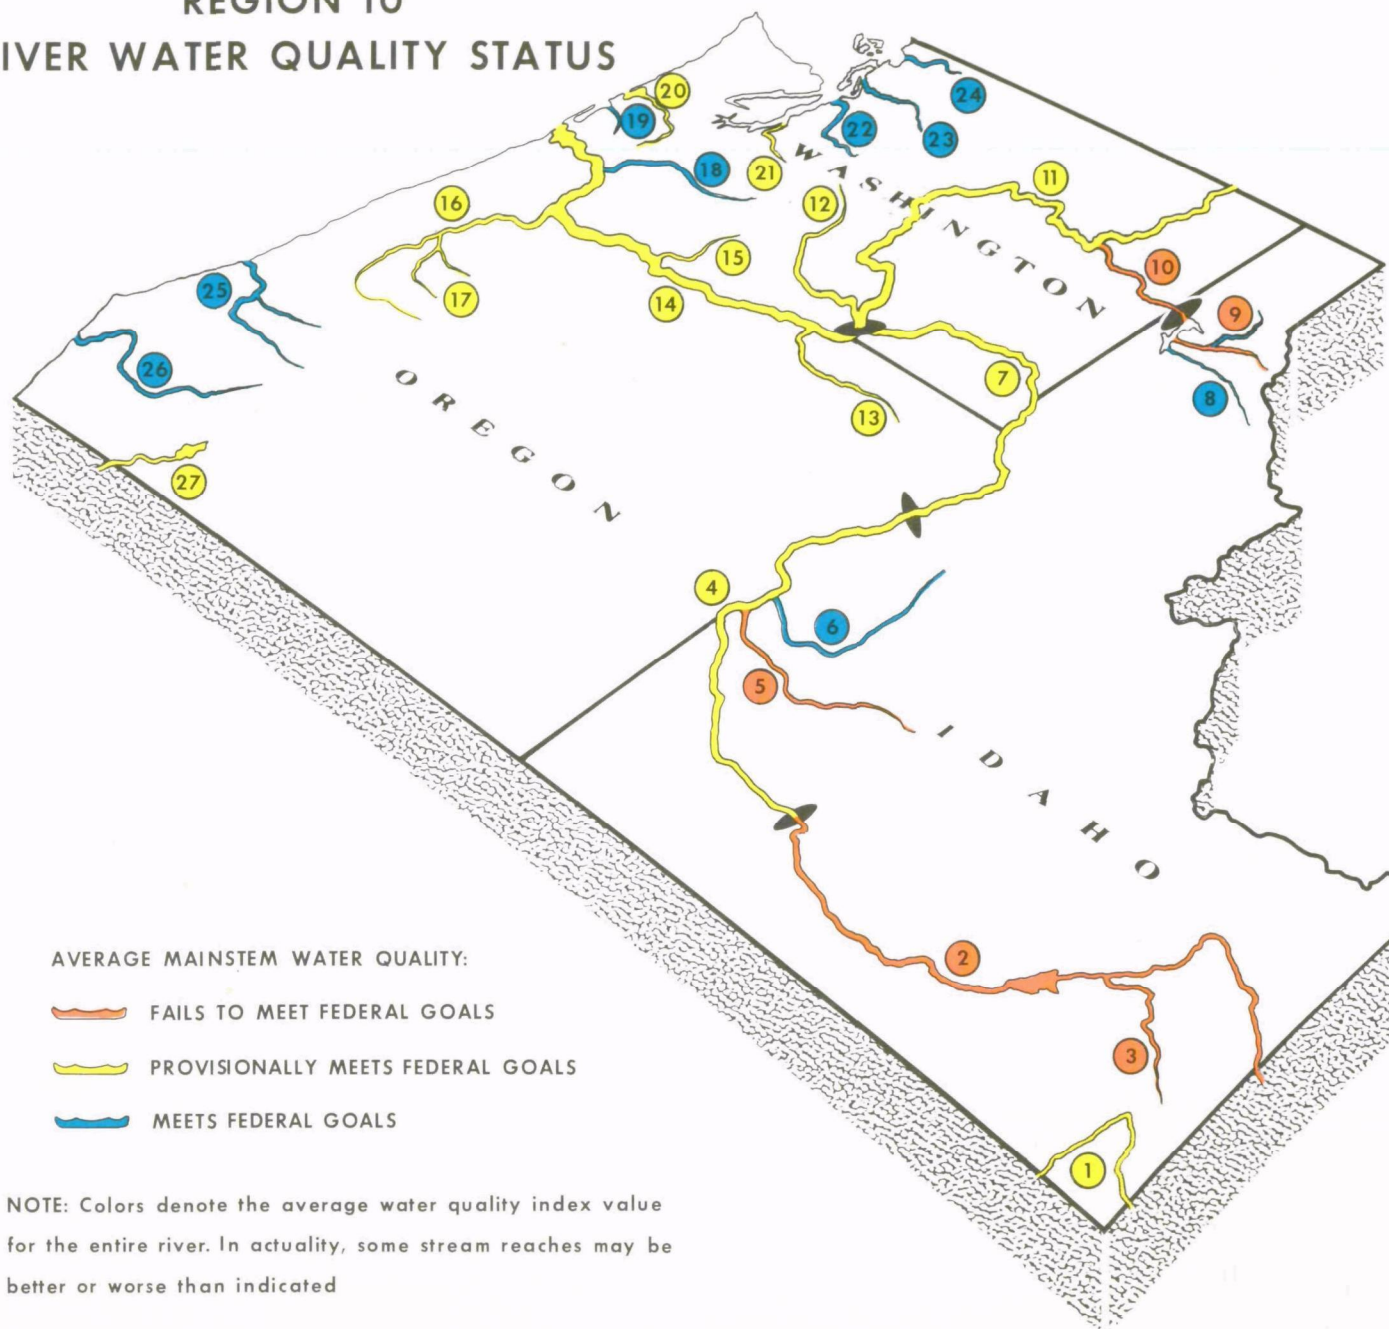 REGION 10
IVER WATER QUALITY STATUS
20
24
19
22
23
18
21
WASHINGTON
11
12
16
15
10
25
17
14
9
26
7
8
OREGON
13
27
4
6
5
IDAHO
2
3
1
AVERAGE MAINSTEM WATER QUALITY:
FAILS TO MEET FEDERAL GOALS
PROVISIONALLY MEETS FEDERAL GOALS
MEETS FEDERAL GOALS
NOTE: Colors denote the average water quality index value
for the entire river. In actuality, some stream reaches may be
better or worse than indicated